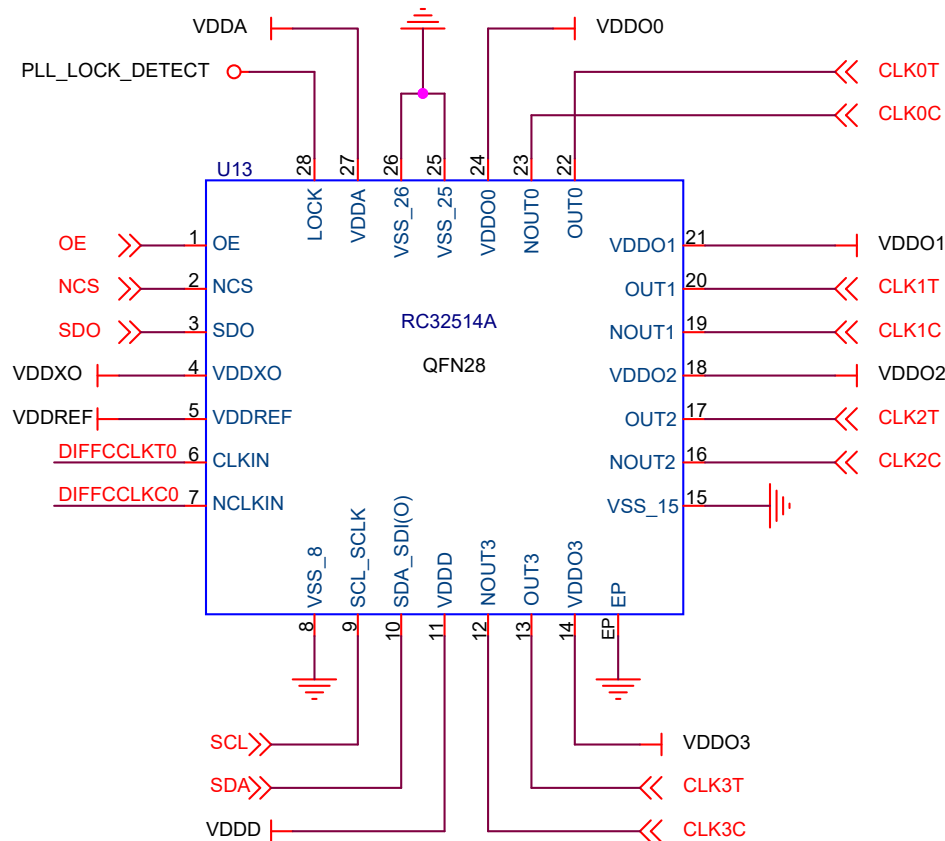 VDDA
VDDO0
PLL_LOCK_DETECT
CLK0T
CLK0C
U13
28
27
26
25
24
23
22
LOCK
VDDA
VSS_26
VSS_25
VDDO0
NOUT0
OUT0
OE
1
OE
VDDO1
21
VDDO1
NCS
2
NCS
OUT1
20
CLK1T
SDO
3
SDO
RC32514A
NOUT1
19
CLK1C
VDDXO
4
VDDXO
QFN28
VDDO2
18
VDDO2
VDDREF
5
VDDREF
OUT2
17
CLK2T
DIFFCCLKT0
6
CLKIN
NOUT2
16
CLK2C
DIFFCCLKC0
7
NCLKIN
VSS_15
15
VSS_8
SCL_SCLK
SDA_SDI(O)
VDDD
NOUT3
OUT3
VDDO3
EP
8
9
10
11
12
13
14
EP
SCL
VDDO3
SDA
CLK3T
VDDD
CLK3C